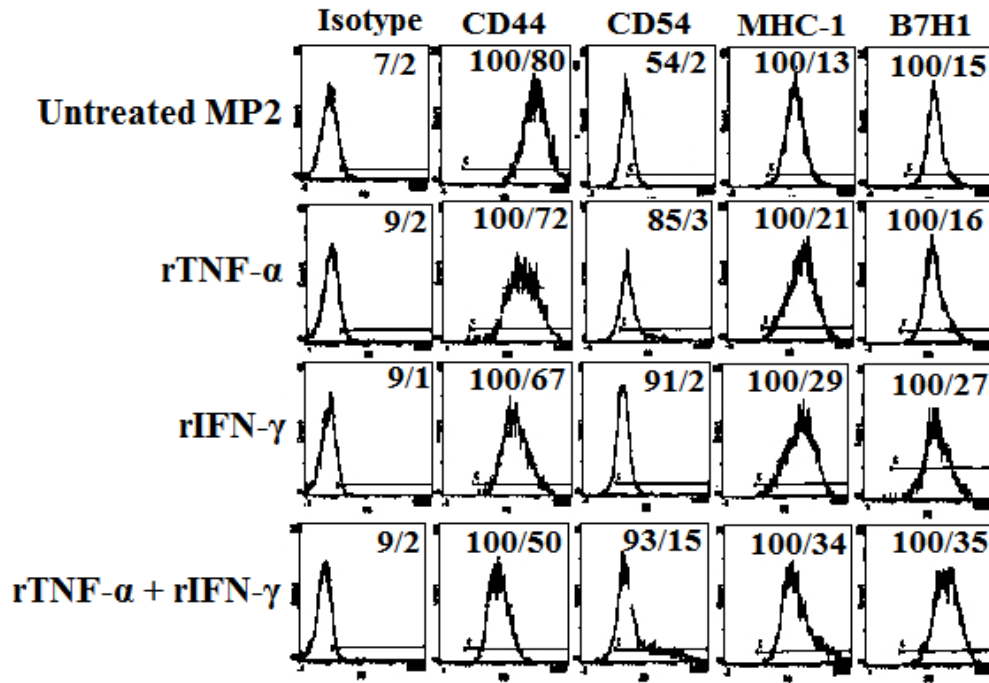 Isotype CD44 CD54 MHC-1 B7H1
Untreated MP2 7/2 100/80 54/2 100/13 100/15
rTNF-α 9/2 100/72 85/3 100/21 100/16
rIFN-γ 9/1 100/67 91/2 100/29 100/27
rTNF-α + rIFN-γ 9/2 100/50 93/15 100/34 100/35